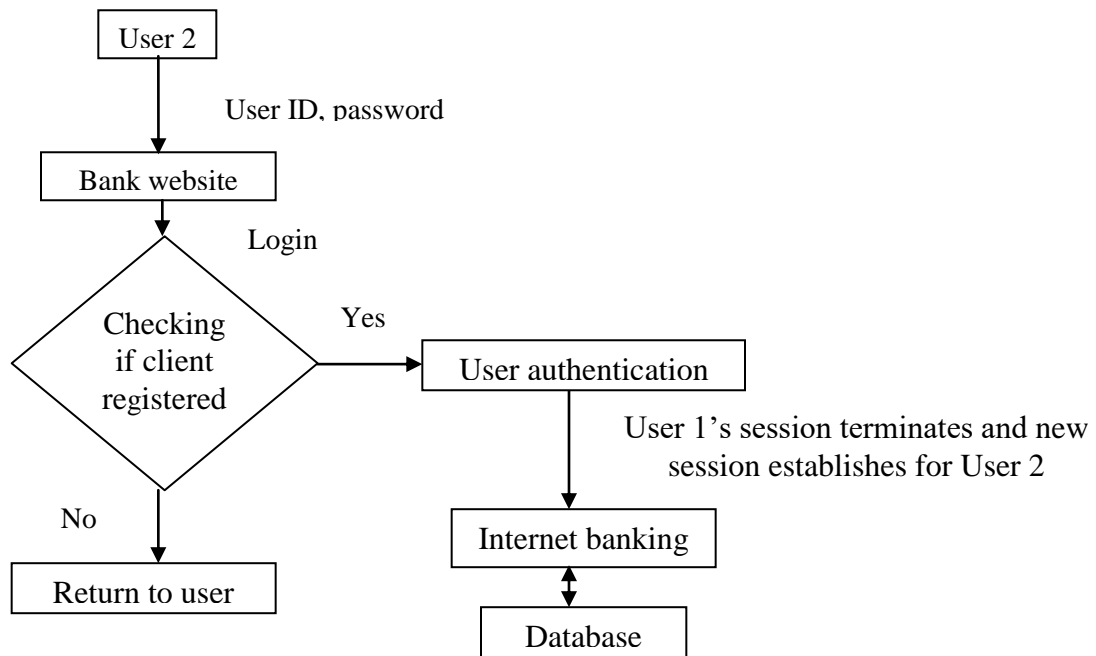 User 2
User ID, password
Bank website
Login
Checking
if client
registered
Yes
User authentication
User 1’s session terminates and new
session establishes for User 2
No
Internet banking
Return to user
Database